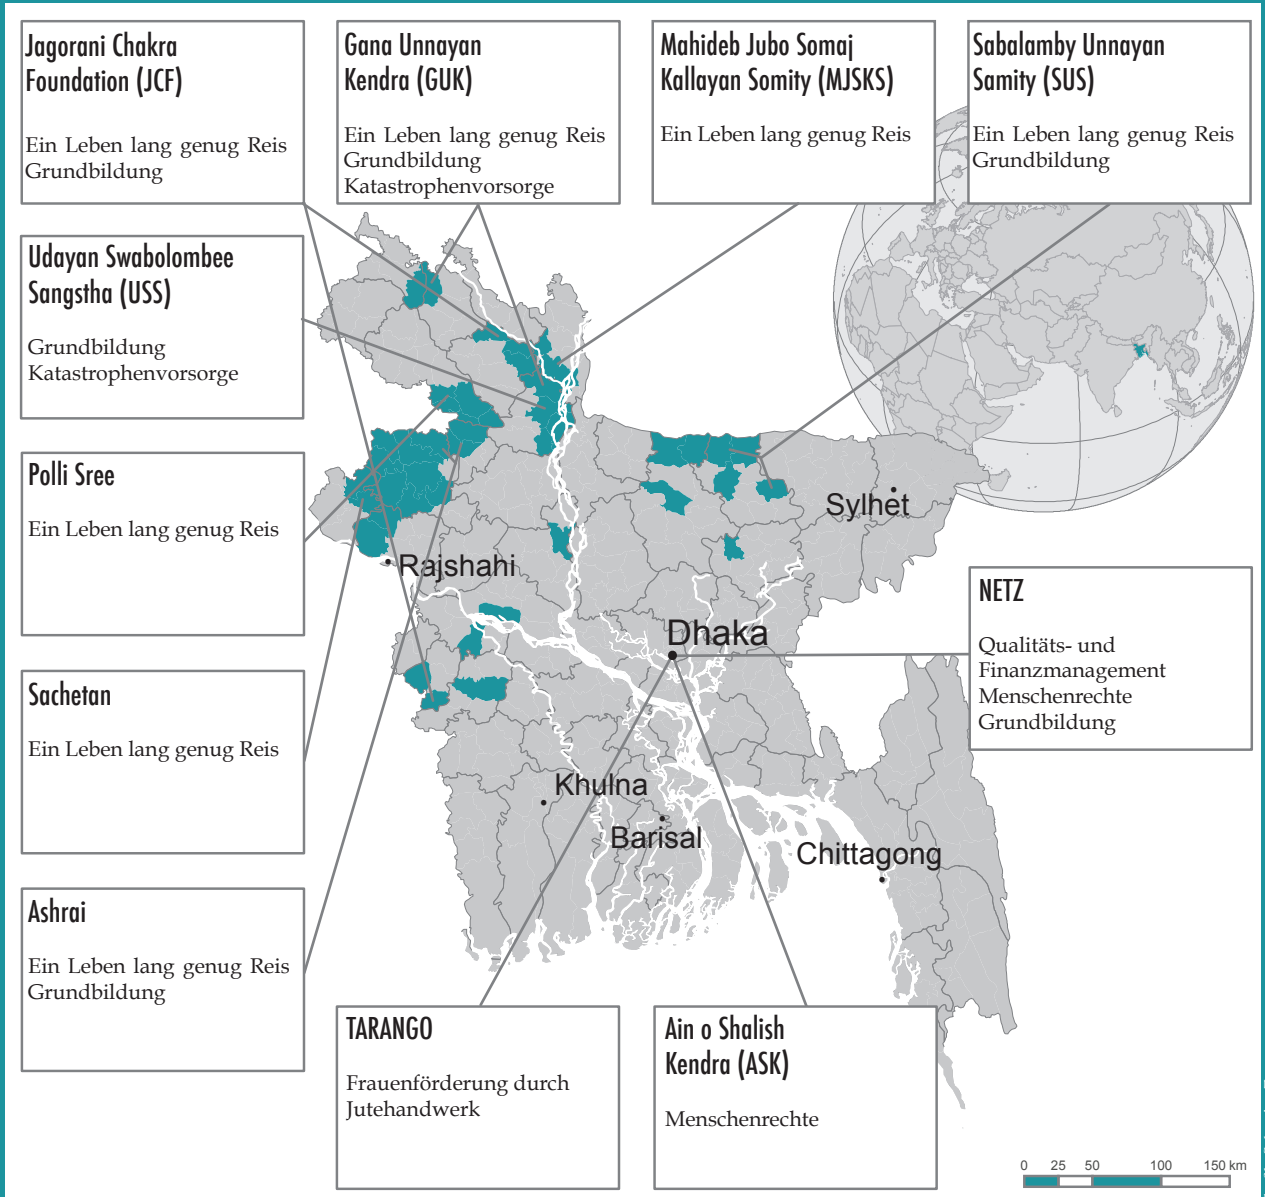 Jagorani Chakra
Foundation (JCF)
Ein Leben lang genug Reis
Grundbildung
Gana Unnayan
Kendra (GUK)
Ein Leben lang genug Reis
Grundbildung
Katastrophenvorsorge
Mahideb Jubo Somaj
Kallayan Somity (MJSKS)
Ein Leben lang genug Reis
Sabalamby Unnayan
Samity (SUS)
Ein Leben lang genug Reis
Grundbildung
Udayan Swabolombee
Sangstha (USS)
Grundbildung
Katastrophenvorsorge
Polli Sree
Ein Leben lang genug Reis
Sachetan
Ein Leben lang genug Reis
Ashrai
Ein Leben lang genug Reis
Grundbildung
Sylhet
Rajshahi
Dhaka
Khulna
Barisal
Chittagong
NETZ
Qualitäts- und
Finanzmanagement
Menschenrechte
Grundbildung
TARANGO
Frauenförderung durch
Jutehandwerk
Ain o Shalish
Kendra (ASK)
Menschenrechte
0 25 50 100 150 km